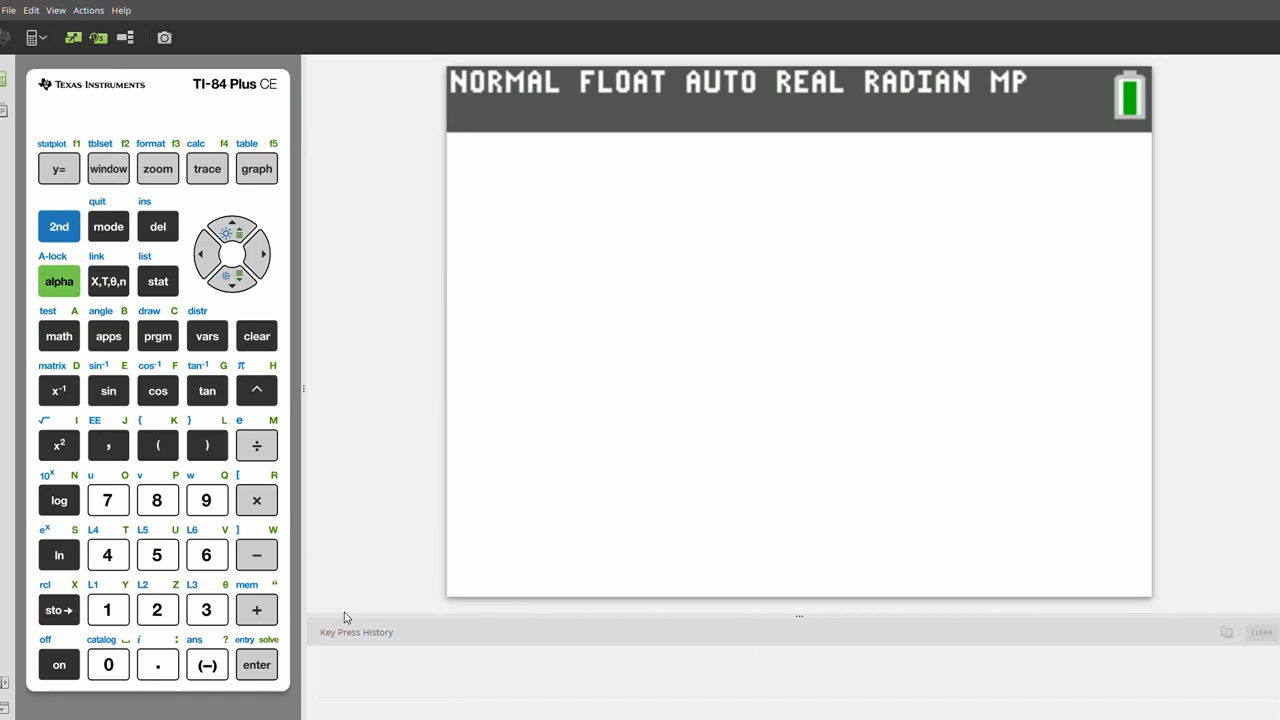 File Edit View Actions Help
TEXAS INSTRUMENTS TI-84 Plus CE
NORMAL FLOAT AUTO REAL RADIAN MP
statplot f1 tblset f2 format f3 calc f4 table f5
y= window zoom trace graph
quit ins
2nd mode del
A-lock link list
alpha X,T,θ,n stat
test A angle B draw C distr
math apps prgm vars clear
matrix D sin⁻¹ E cos⁻¹ F tan⁻¹ G π H
x⁻¹ sin cos tan ^
√ I EE J { K } L e M
x² , ( ) ÷
10ˣ N u O v P w Q [ R
log 7 8 9 ×
eˣ S L4 T L5 U L6 V ] W
ln 4 5 6 −
rcl X L1 Y L2 Z L3 θ mem “
sto→ 1 2 3 +
off catalog ⎵ i : ans ? entry solve
on 0 . (−) enter
Key Press History CLEAR